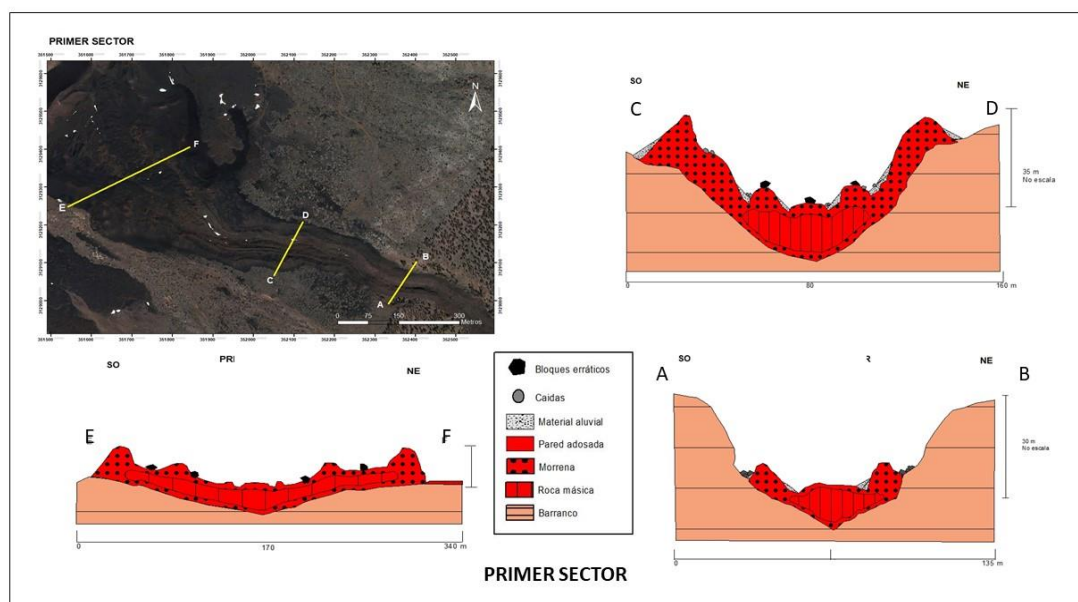 PRIMER SECTOR
N
F
E
D
C
B
A
0 75 150 300
Metros
SO NE
C D
35 m
No escala
0 80 160 m
SO PRI NE
E F
0 170 340 m
Bloques erráticos
Caidas
Material aluvial
Pared adosada
Morrena
Roca másica
Barranco
SO R NE
A B
30 m
No escala
0 135 m
PRIMER SECTOR